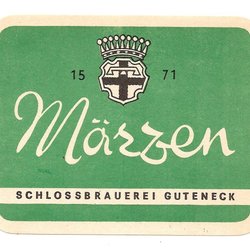 15 71
Märzen
SCHLOSSBRAUEREI GUTENECK